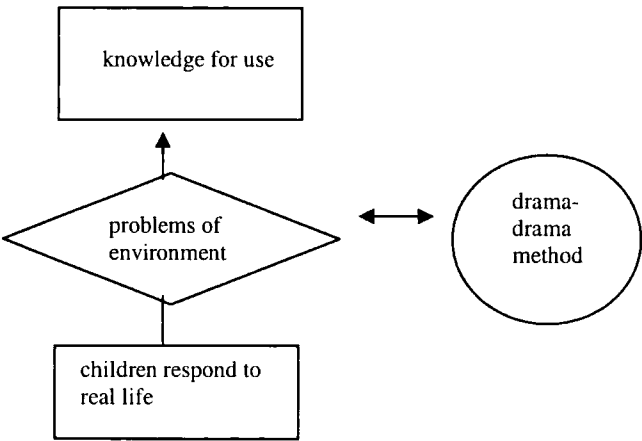 knowledge for use
problems of
environment
drama-
drama
method
children respond to
real life